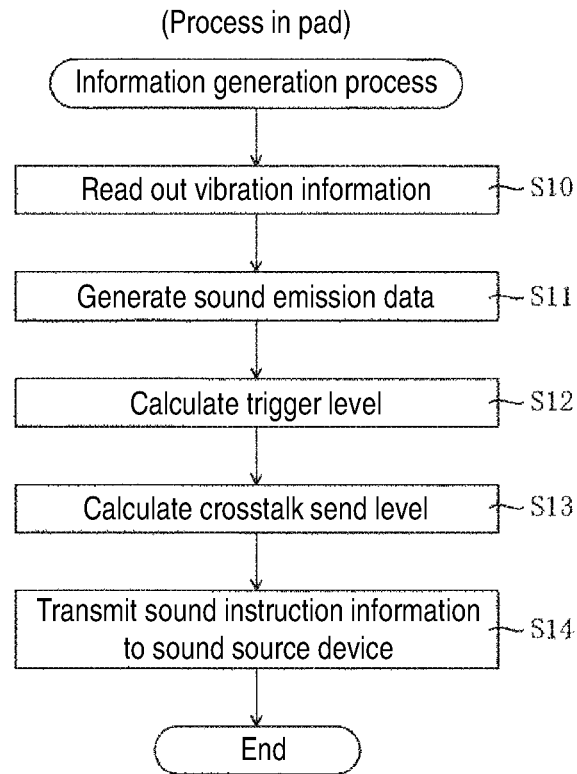 (Process in pad)
Information generation process
Read out vibration information
S10
Generate sound emission data
S11
Calculate trigger level
S12
Calculate crosstalk send level
S13
Transmit sound instruction information
to sound source device
S14
End